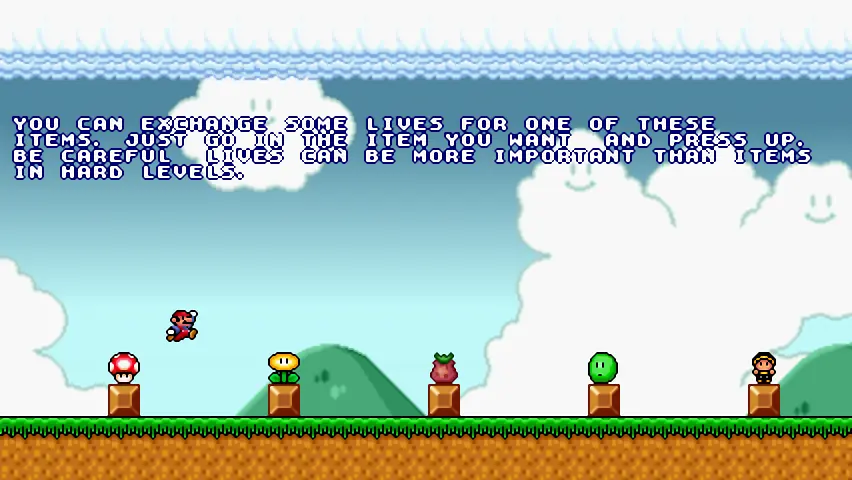 YOU CAN EXCHANGE SOME LIVES FOR ONE OF THESE
ITEMS. JUST GO IN THE ITEM YOU WANT AND PRESS UP.
BE CAREFUL LIVES CAN BE MORE IMPORTANT THAN ITEMS
IN HARD LEVELS.